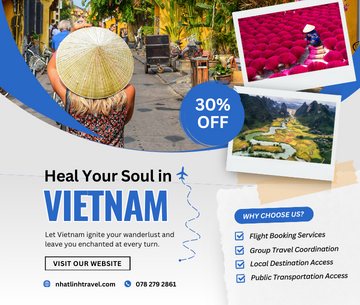 30%
OFF
Heal Your Soul in
VIETNAM
Let Vietnam ignite your wanderlust and
leave you enchanted at every turn.
VISIT OUR WEBSITE
nhatlinhtravel.com 078 279 2861
WHY CHOOSE US?
Flight Booking Services
Group Travel Coordination
Local Destination Access
Public Transportation Access